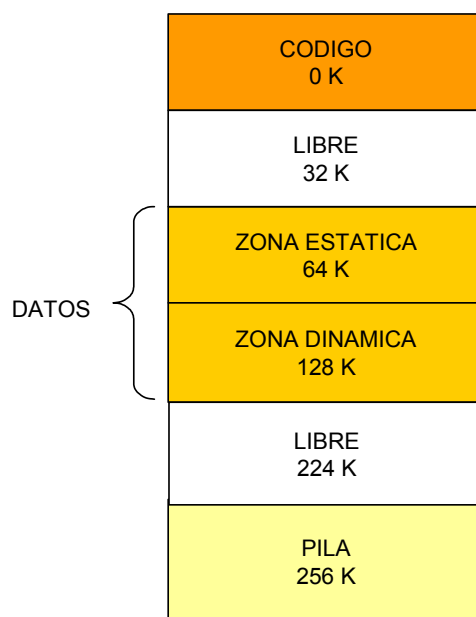 CODIGO
0 K
LIBRE
32 K
ZONA ESTATICA
64 K
DATOS
ZONA DINAMICA
128 K
LIBRE
224 K
PILA
256 K